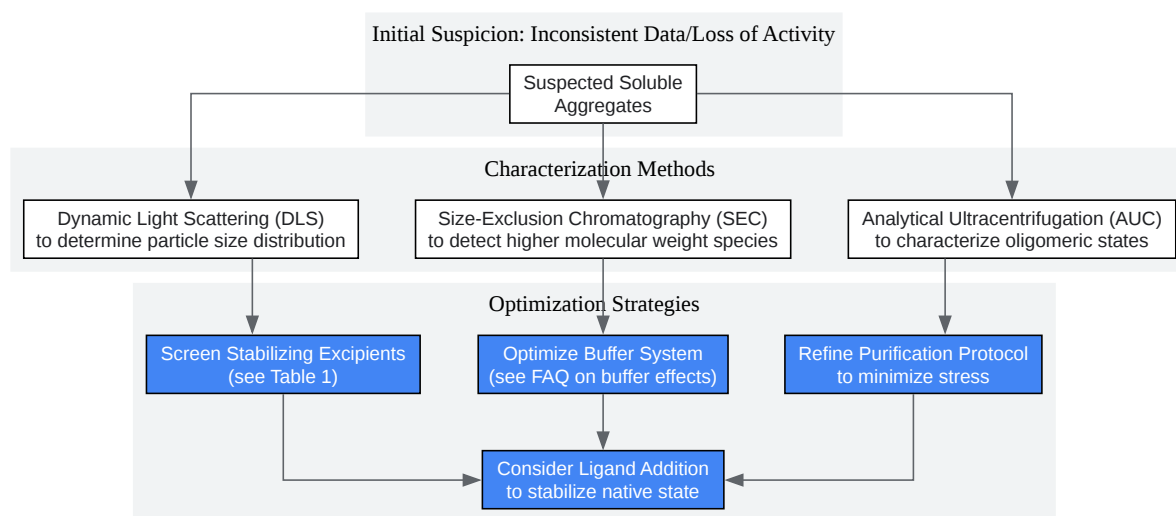 Initial Suspicion: Inconsistent Data/Loss of Activity
Suspected Soluble
Aggregates
Characterization Methods
Dynamic Light Scattering (DLS)
to determine particle size distribution
Size-Exclusion Chromatography (SEC)
to detect higher molecular weight species
Analytical Ultracentrifugation (AUC)
to characterize oligomeric states
Optimization Strategies
Screen Stabilizing Excipients
(see Table 1)
Optimize Buffer System
(see FAQ on buffer effects)
Refine Purification Protocol
to minimize stress
Consider Ligand Addition
to stabilize native state